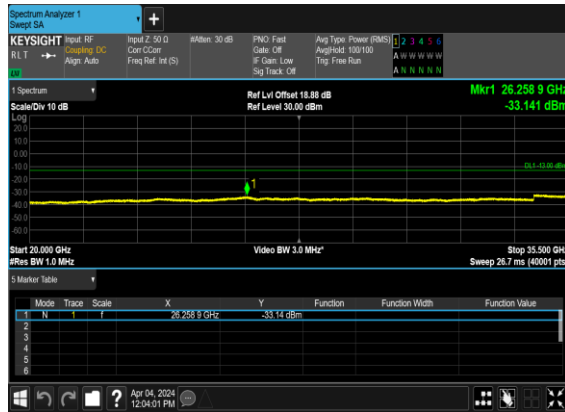 Spectrum Analyzer 1
Swept SA
KEYSIGHT
RLT
Input: RF
Coupling: DC
Align: Auto
Input Z: 50 Ω
Corr CCorr
Freq Ref: Int (S)
#Atten: 30 dB
PNO: Fast
Gate: Off
IF Gain: Low
Sig Track: Off
Avg Type: Power (RMS)
Avg|Hold: 100/100
Trig: Free Run
1 2 3 4 5 6
A W W W W W
A N N N N N
1 Spectrum
Scale/Div 10 dB
Ref Lvl Offset 18.88 dB
Ref Level 30.00 dBm
Mkr1 26.258 9 GHz
-33.141 dBm
Log
20.0
10.0
0.00
-10.0
DL1 -13.00 dBm
-20.0
1
-30.0
-40.0
-50.0
-60.0
Start 20.000 GHz
#Res BW 1.0 MHz
Video BW 3.0 MHz*
Stop 35.500 GHz
Sweep 26.7 ms (40001 pts)
5 Marker Table
Mode Trace Scale X Y Function Function Width Function Value
1 N 1 f 26.258 9 GHz -33.14 dBm
2
3
4
5
6
Apr 04, 2024
12:04:01 PM